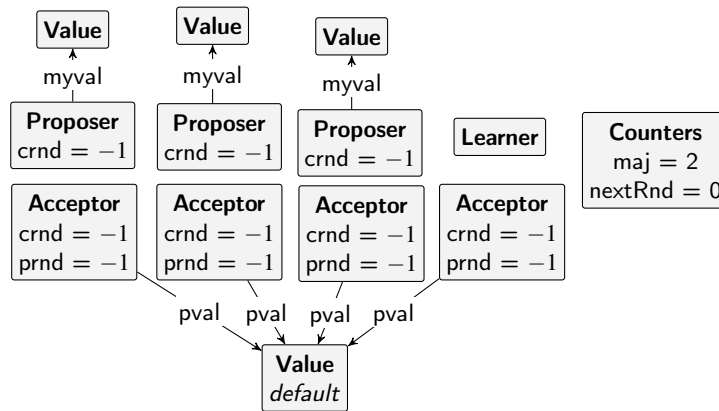 Value
Value
Value
myval
myval
myval
Proposer
crnd = −1
Proposer
crnd = −1
Proposer
crnd = −1
Learner
Counters
maj = 2
nextRnd = 0
Acceptor
crnd = −1
prnd = −1
Acceptor
crnd = −1
prnd = −1
Acceptor
crnd = −1
prnd = −1
Acceptor
crnd = −1
prnd = −1
pval
pval
pval
pval
Value
default